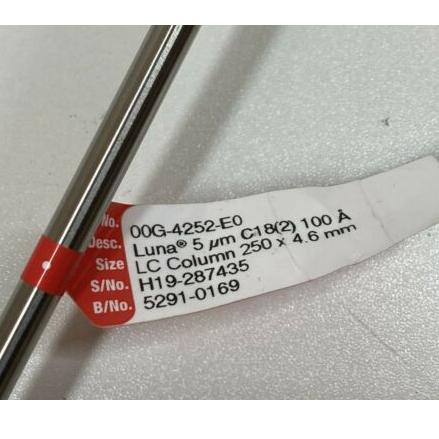 No. 00G-4252-E0
Desc. Luna® 5 µm C18(2) 100 Å
Size LC Column 250 x 4.6 mm
S/No. H19-287435
B/No. 5291-0169